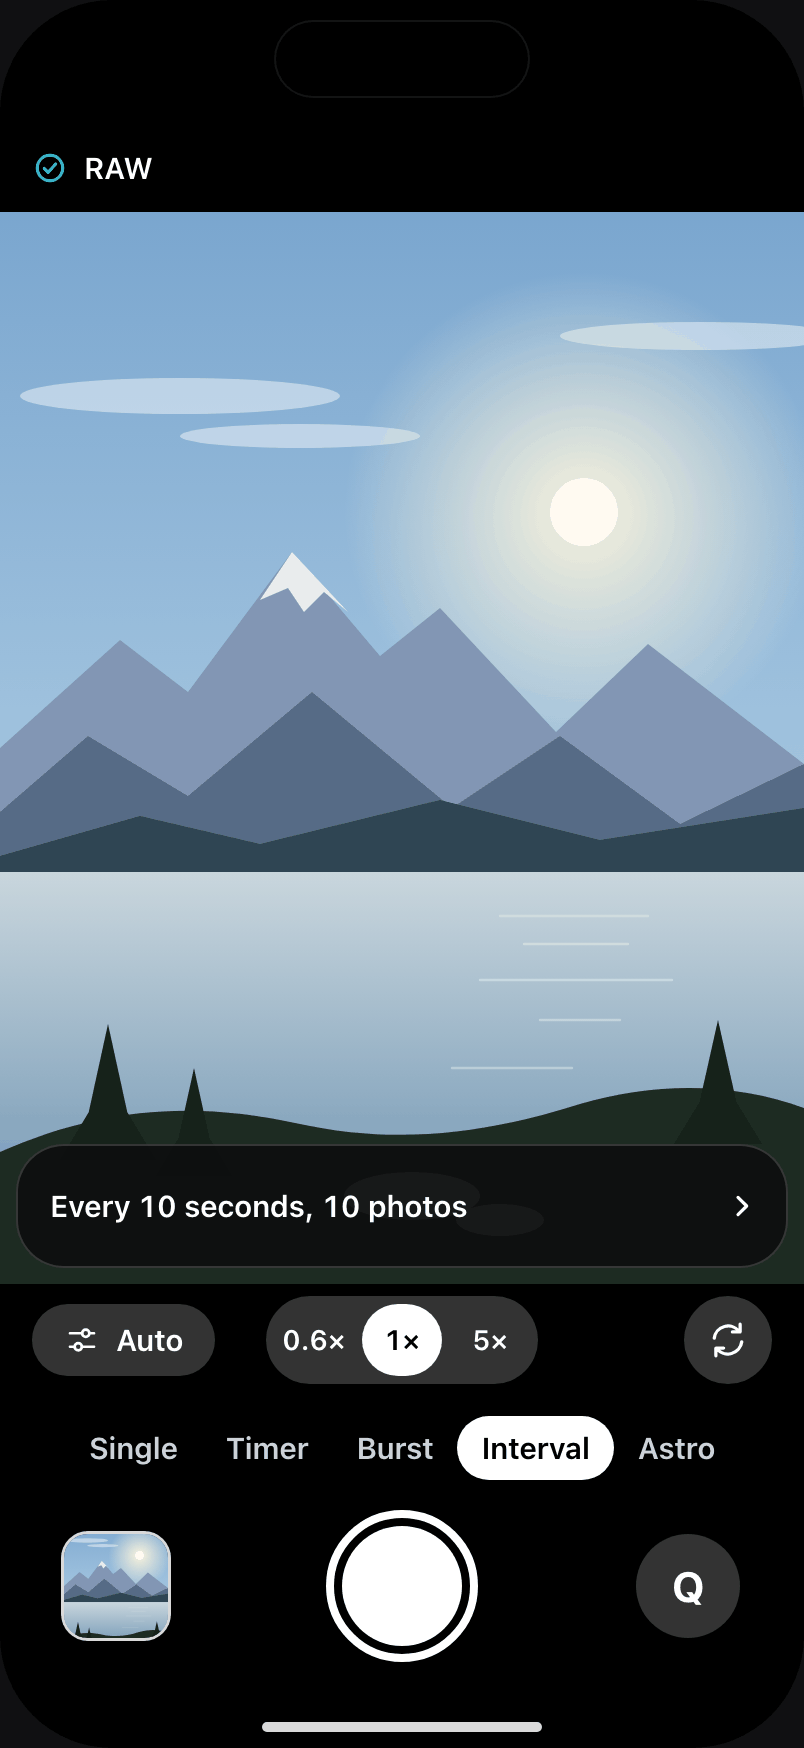 RAW
Every 10 seconds, 10 photos
Auto
0.6× 1× 5×
Single Timer Burst Interval Astro
Q